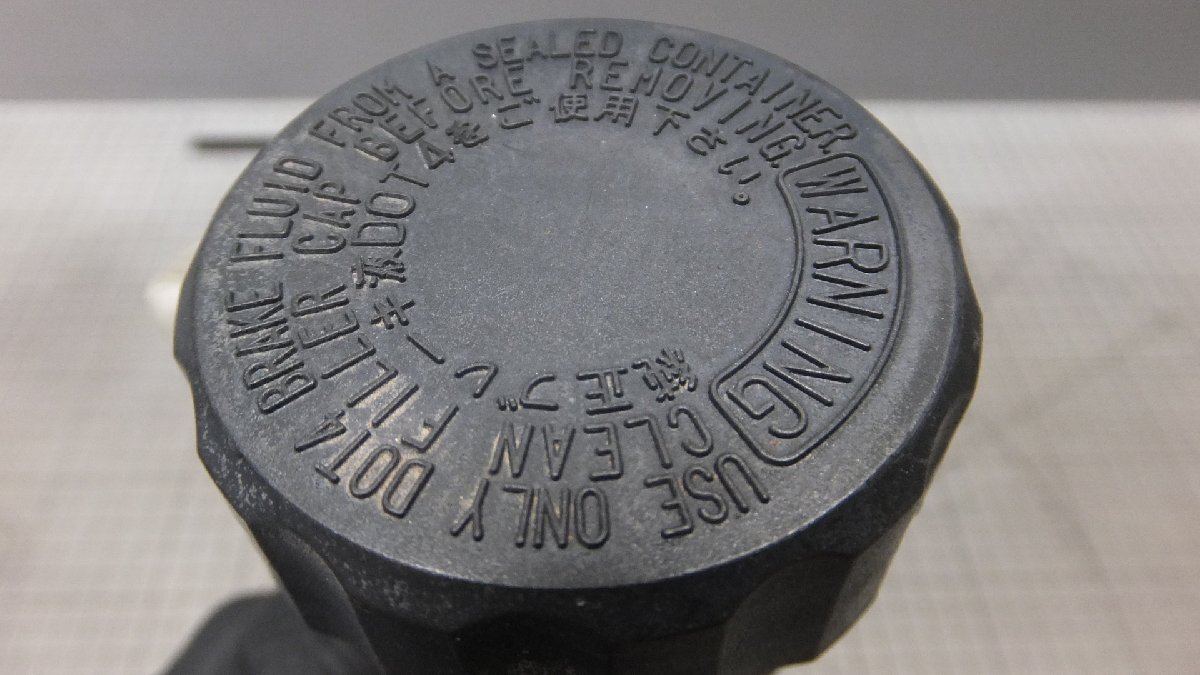 WARNING
USE ONLY DOT4 BRAKE FLUID FROM A SEALED CONTAINER.
CLEAN FILLER CAP BEFORE REMOVING.
純正ブレーキ液DOT4をご使用下さい。